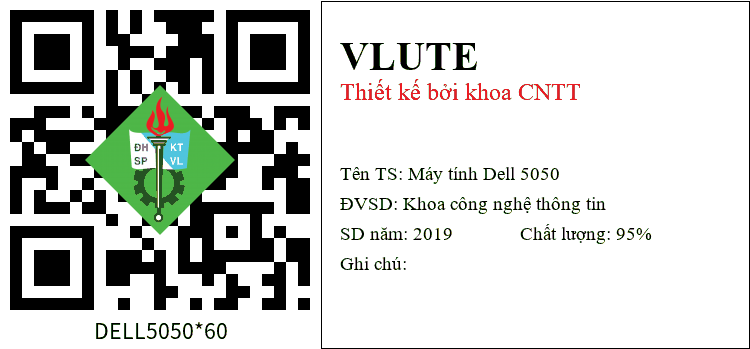 ĐH KT
SP VL
DELL5050*60
VLUTE
Thiết kế bởi khoa CNTT
Tên TS: Máy tính Dell 5050
ĐVSD: Khoa công nghệ thông tin
SD năm: 2019 Chất lượng: 95%
Ghi chú: